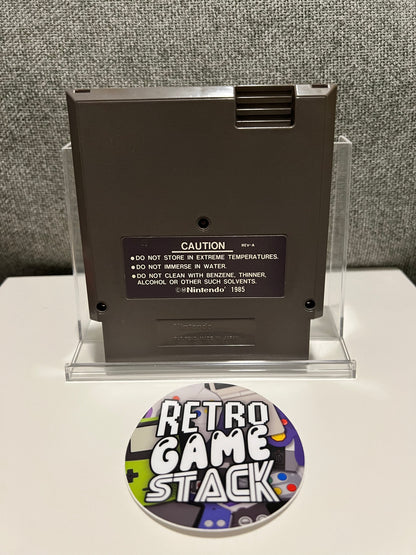 CAUTION REV-A
•DO NOT STORE IN EXTREME TEMPERATURES.
•DO NOT IMMERSE IN WATER.
•DO NOT CLEAN WITH BENZENE, THINNER,
ALCOHOL OR OTHER SUCH SOLVENTS.
©Nintendo® 1985
Nintendo
RETRO
GAME
STACK